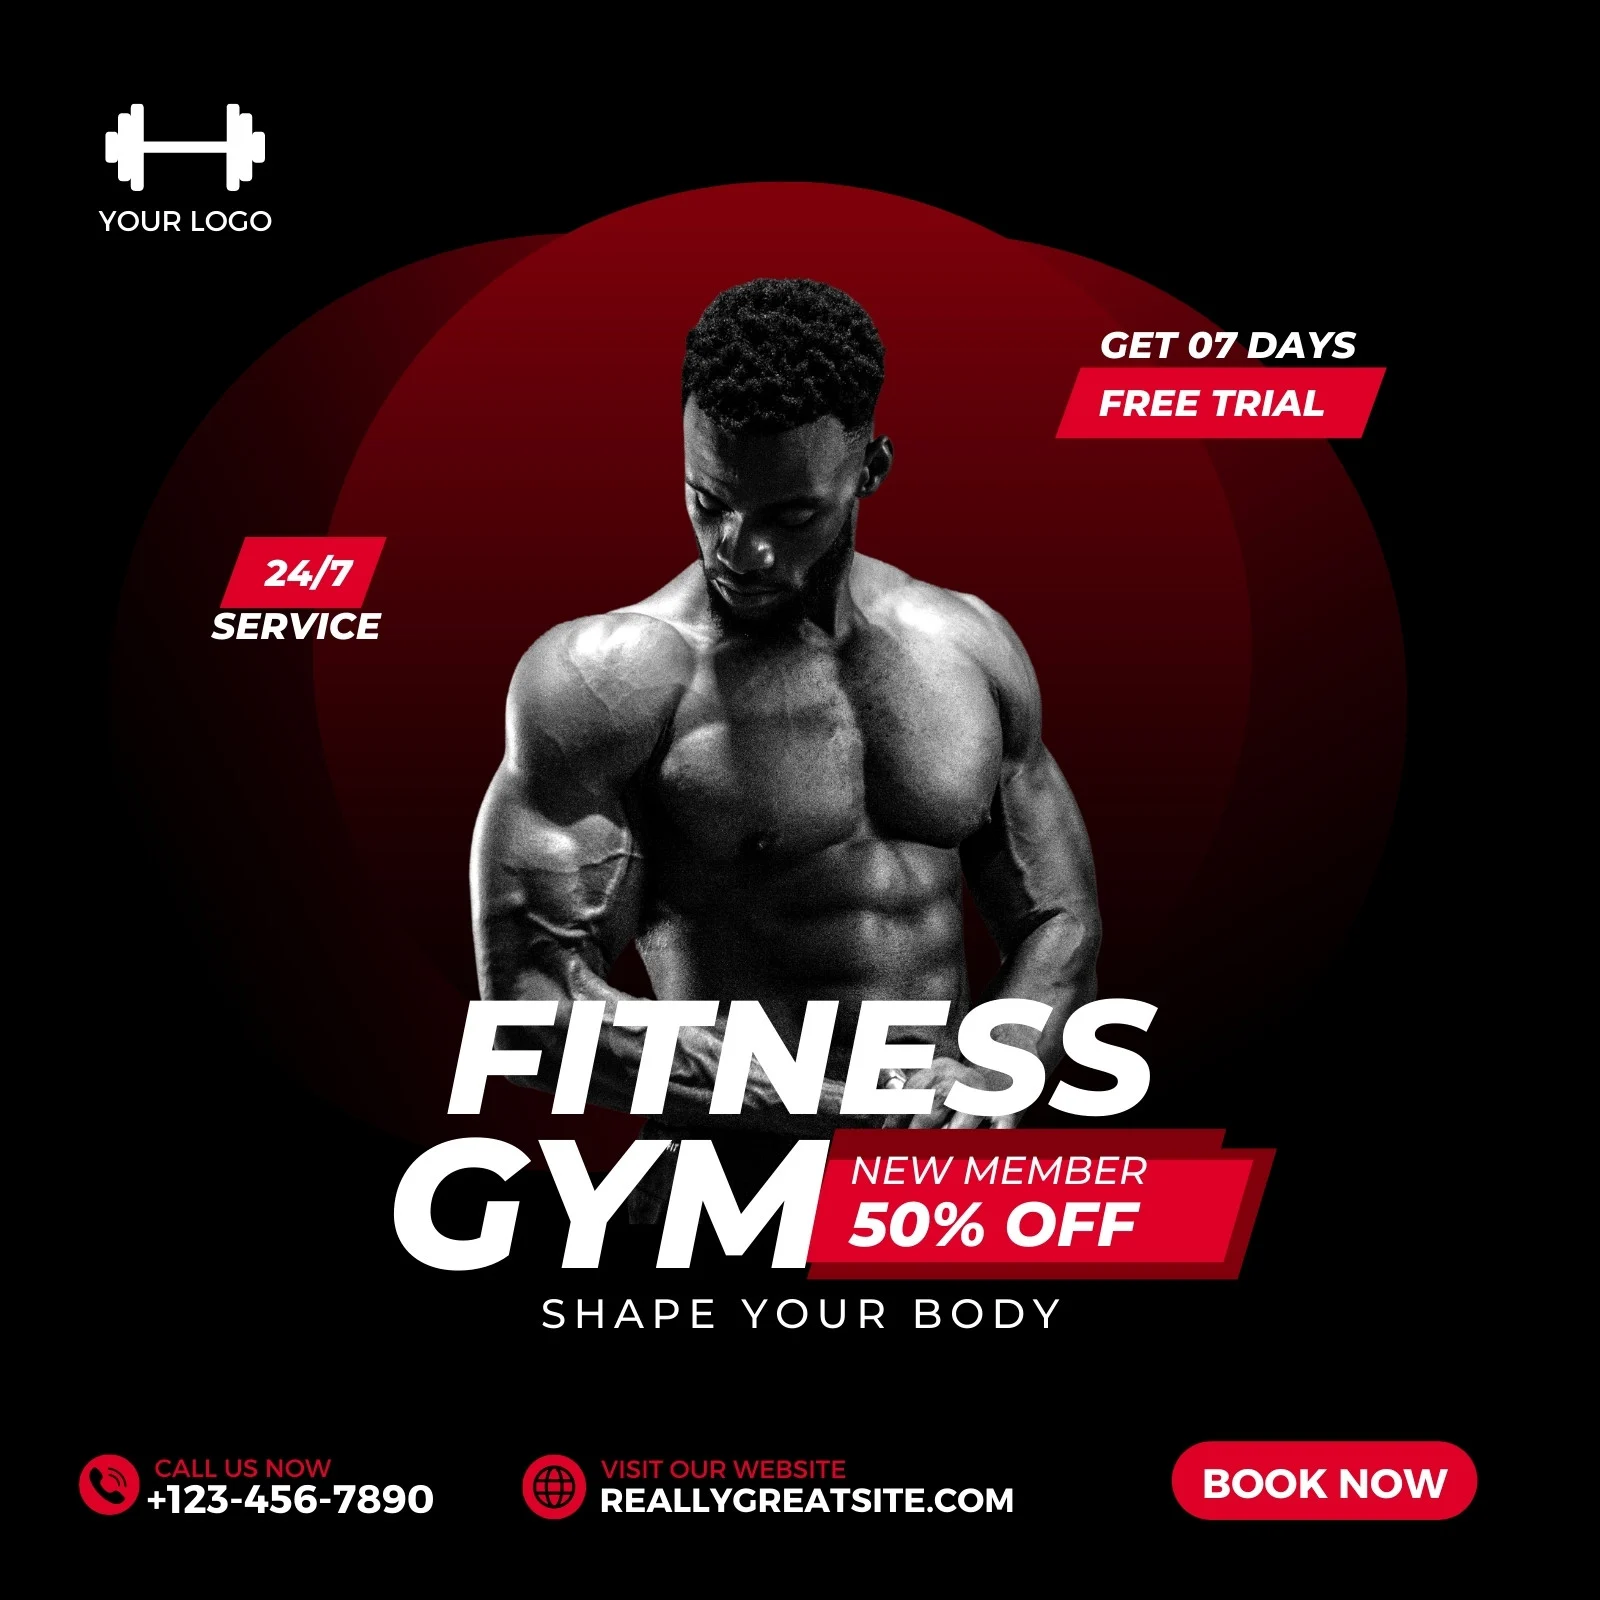 YOUR LOGO
GET 07 DAYS
FREE TRIAL
24/7
SERVICE
FITNESS
GYM
NEW MEMBER
50% OFF
SHAPE YOUR BODY
CALL US NOW
+123-456-7890
VISIT OUR WEBSITE
REALLYGREATSITE.COM
BOOK NOW